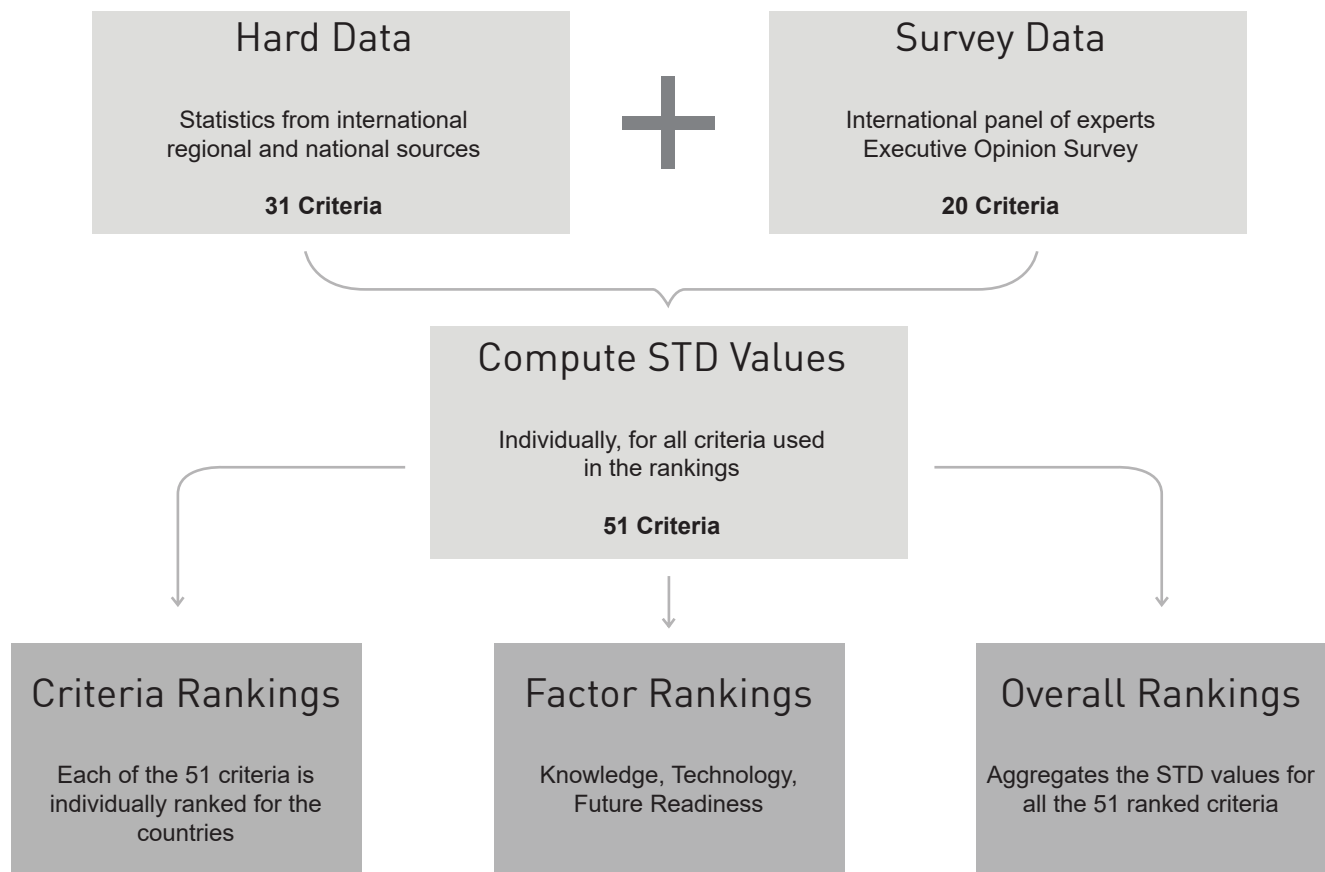 Hard Data
Statistics from international
regional and national sources
31 Criteria
Survey Data
International panel of experts
Executive Opinion Survey
20 Criteria
Compute STD Values
Individually, for all criteria used
in the rankings
51 Criteria
Criteria Rankings
Each of the 51 criteria is
individually ranked for the
countries
Factor Rankings
Knowledge, Technology,
Future Readiness
Overall Rankings
Aggregates the STD values for
all the 51 ranked criteria